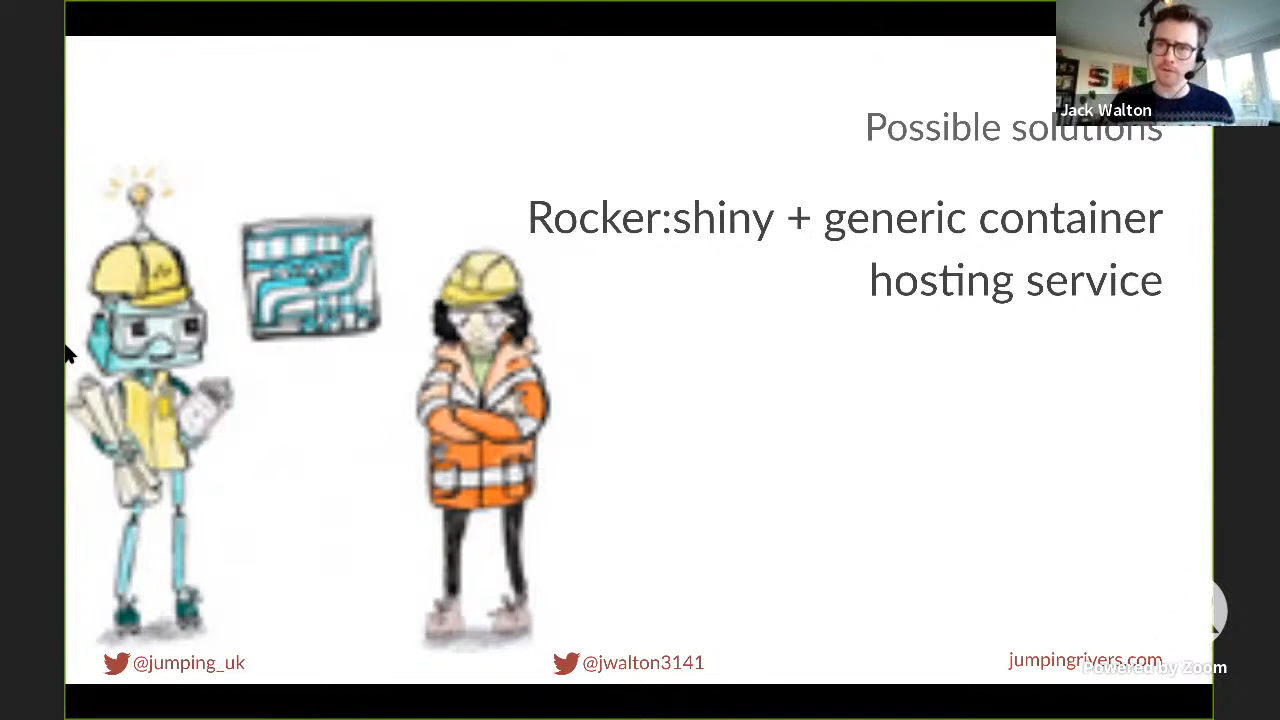 Jack Walton
Possible solutions
Rocker:shiny + generic container
hosting service
@jumping_uk
@jwalton3141
jumpingrivers.com
Powered by Zoom